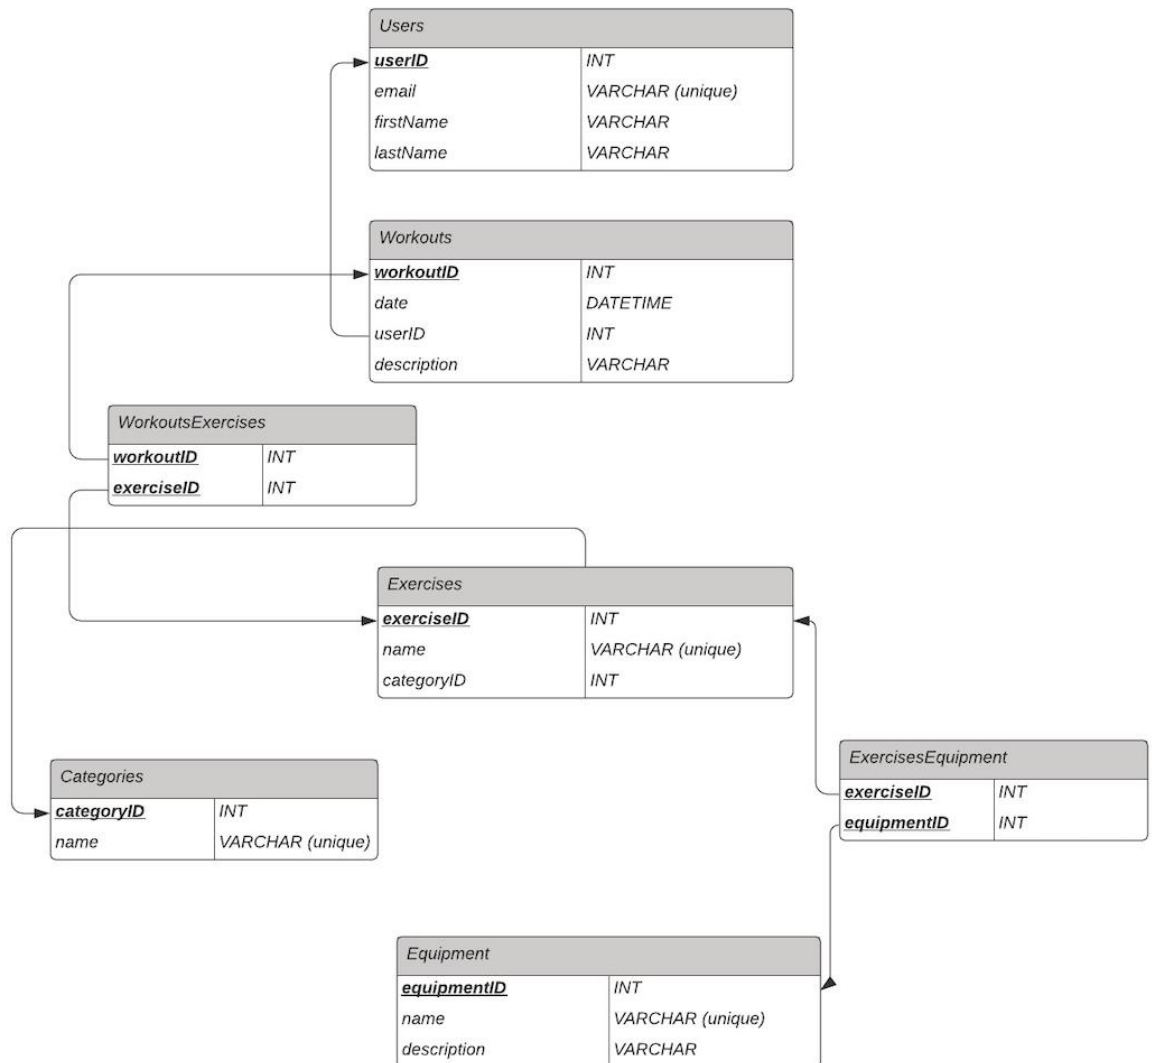 Users
userID INT
email VARCHAR (unique)
firstName VARCHAR
lastName VARCHAR
Workouts
workoutID INT
date DATETIME
userID INT
description VARCHAR
WorkoutsExercises
workoutID INT
exerciseID INT
Exercises
exerciseID INT
name VARCHAR (unique)
categoryID INT
Categories
categoryID INT
name VARCHAR (unique)
ExercisesEquipment
exerciseID INT
equipmentID INT
Equipment
equipmentID INT
name VARCHAR (unique)
description VARCHAR